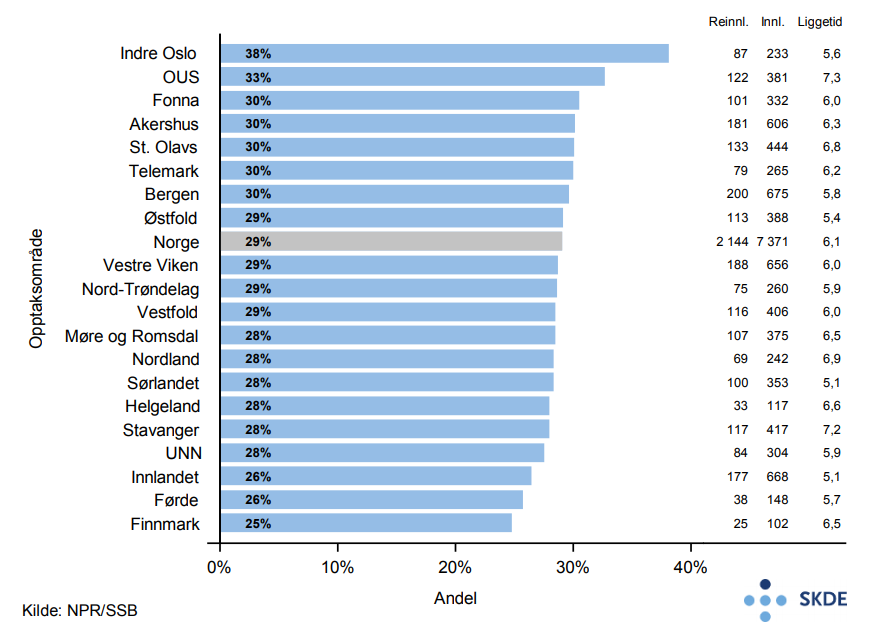 Reinnl. Innl. Liggetid
Indre Oslo 38% 87 233 5,6
OUS 33% 122 381 7,3
Fonna 30% 101 332 6,0
Akershus 30% 181 606 6,3
St. Olavs 30% 133 444 6,8
Telemark 30% 79 265 6,2
Bergen 30% 200 675 5,8
Østfold 29% 113 388 5,4
Norge 29% 2 144 7 371 6,1
Vestre Viken 29% 188 656 6,0
Nord-Trøndelag 29% 75 260 5,9
Vestfold 29% 116 406 6,0
Møre og Romsdal 28% 107 375 6,5
Nordland 28% 69 242 6,9
Sørlandet 28% 100 353 5,1
Helgeland 28% 33 117 6,6
Stavanger 28% 117 417 7,2
UNN 28% 84 304 5,9
Innlandet 26% 177 668 5,1
Førde 26% 38 148 5,7
Finnmark 25% 25 102 6,5
Opptaksområde
0% 10% 20% 30% 40%
Andel
Kilde: NPR/SSB
SKDE